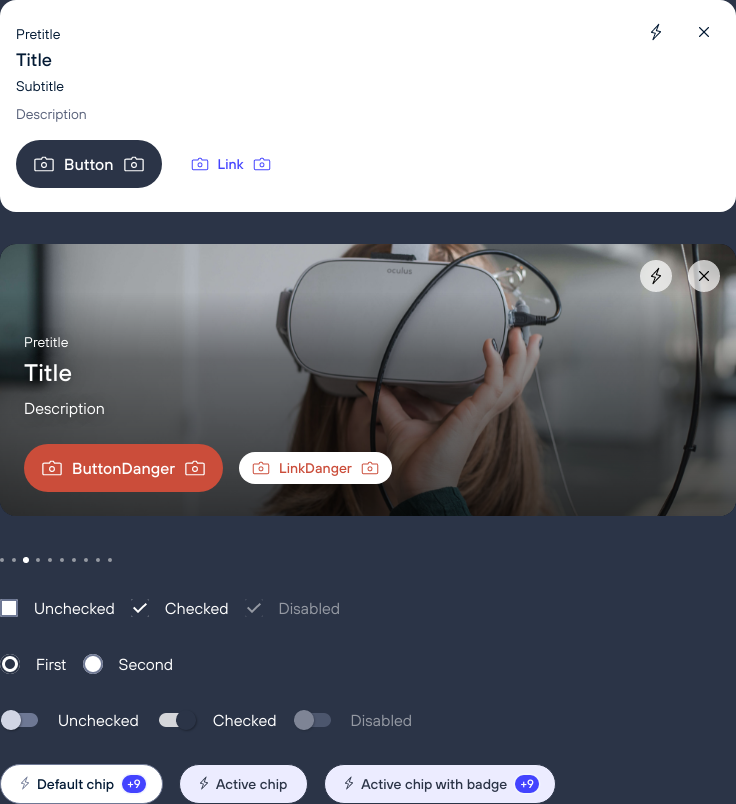 Pretitle
Title
Subtitle
Description
Button
Link
oculus
Pretitle
Title
Description
ButtonDanger
LinkDanger
Unchecked Checked Disabled
First Second
Unchecked Checked Disabled
Default chip +9 Active chip Active chip with badge +9